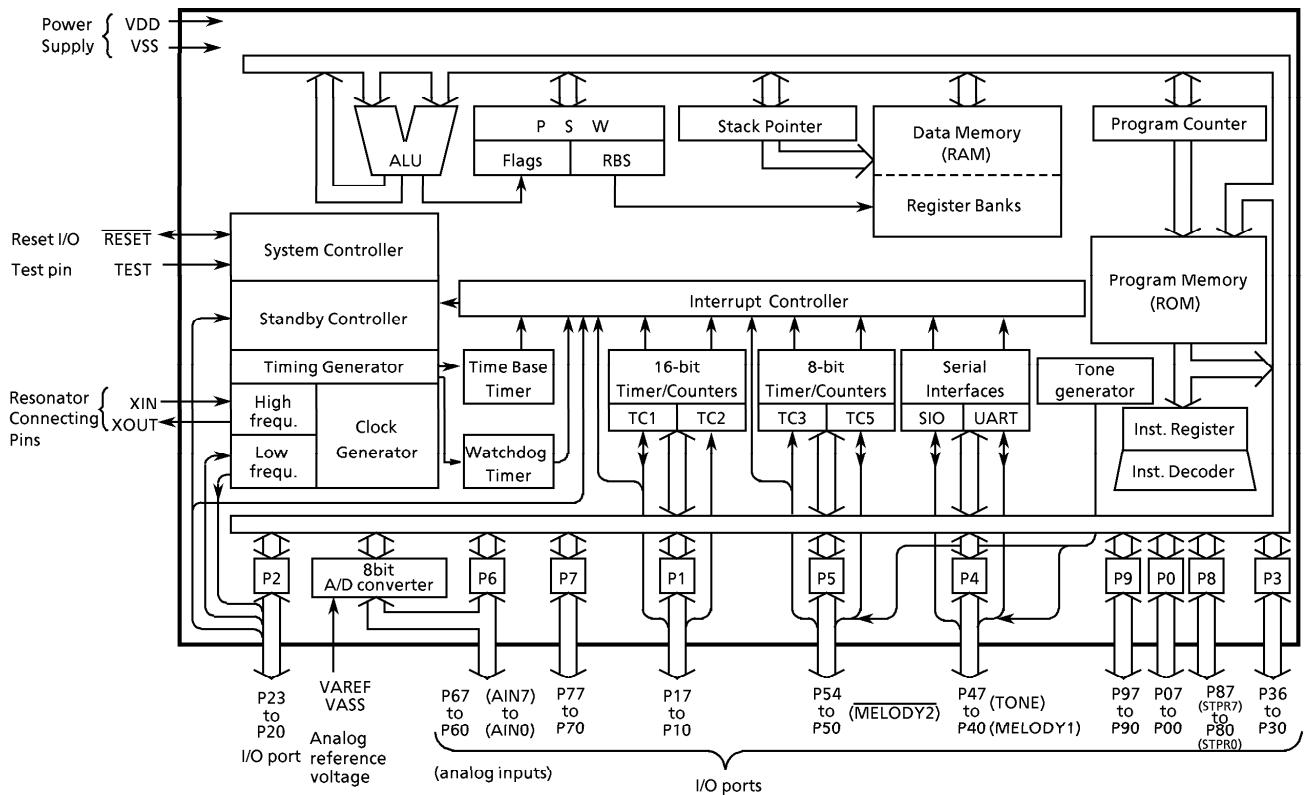 Power VDD
Supply VSS
ALU
P S W
Flags RBS
Stack Pointer
Data Memory
(RAM)
Register Banks
Program Counter
Reset I/O RESET
Test pin TEST
System Controller
Standby Controller
Timing Generator
High
frequ.
Low
frequ.
Clock
Generator
Resonator
Connecting
Pins
XIN
XOUT
Interrupt Controller
Program Memory
(ROM)
Time Base
Timer
Watchdog
Timer
16-bit
Timer/Counters
TC1 TC2
8-bit
Timer/Counters
TC3 TC5
Serial
Interfaces
SIO UART
Tone
generator
Inst. Register
Inst. Decoder
P2
8bit
A/D converter
P6
P7
P1
P5
P4
P9
P0
P8
P3
P23
to
P20
I/O port
VAREF
VASS
Analog
reference
voltage
P67 (AIN7)
to to
P60 (AIN0)
(analog inputs)
P77
to
P70
P17
to
P10
P54
to
P50
(MELODY2)
P47 (TONE)
to
P40 (MELODY1)
P97
to
P90
P07
to
P00
P87
(STPR7)
to
P80
(STPR0)
P36
to
P30
I/O ports